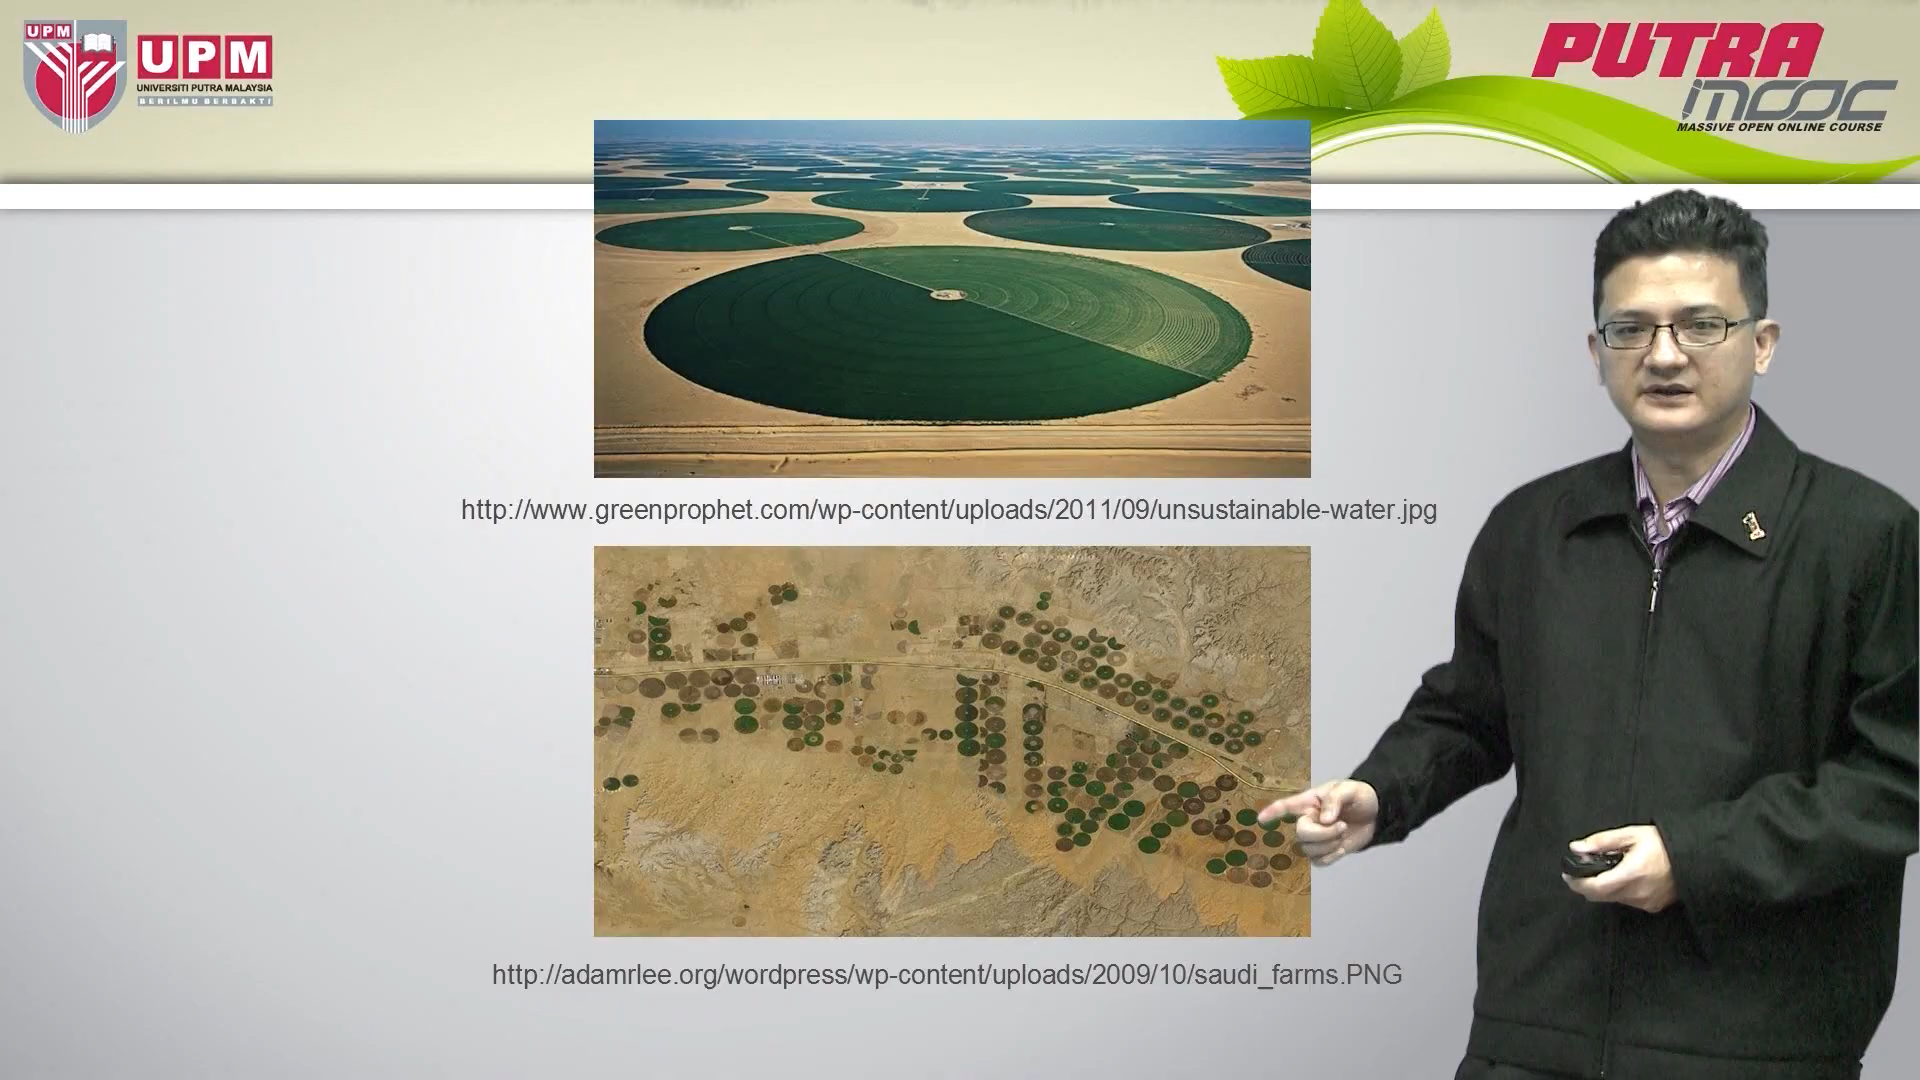 UPM
UPM
UNIVERSITI PUTRA MALAYSIA
BERILMU BERBAKTI
PUTRA
mooc
MASSIVE OPEN ONLINE COURSE
http://www.greenprophet.com/wp-content/uploads/2011/09/unsustainable-water.jpg
http://adamrlee.org/wordpress/wp-content/uploads/2009/10/saudi_farms.PNG